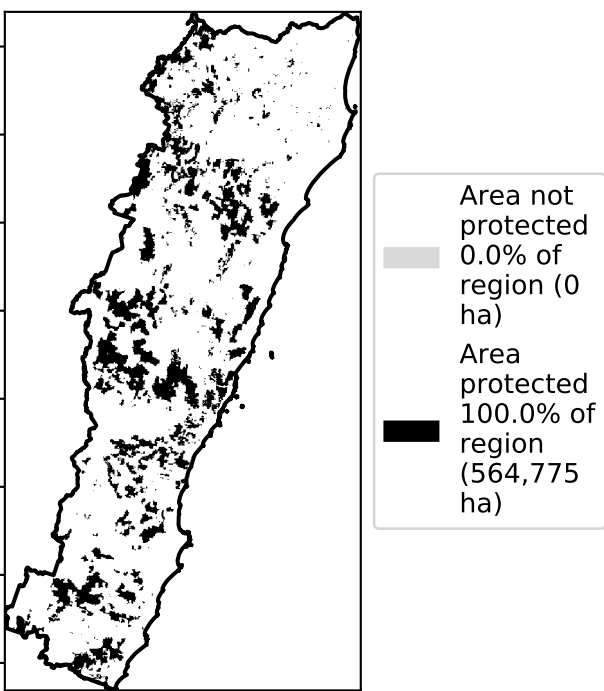 Area not
protected
0.0% of
region (0
ha)
Area
protected
100.0% of
region
(564,775
ha)